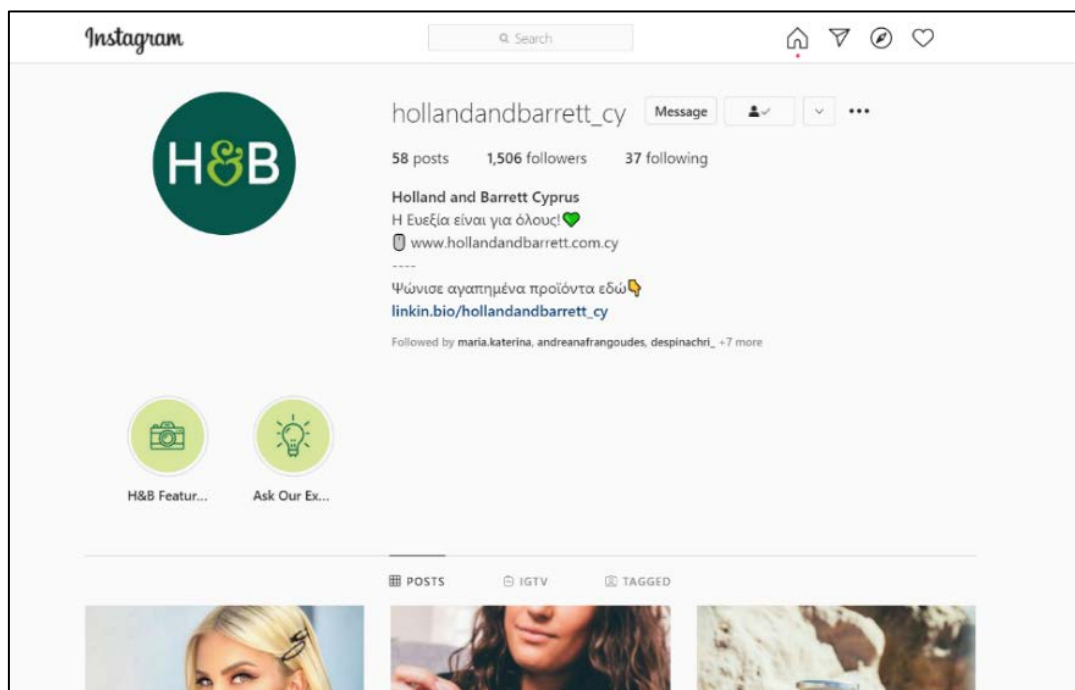 Instagram
Search
hollandandbarrett_cy Message
58 posts 1,506 followers 37 following
Holland and Barrett Cyprus
Η Ευεξία είναι για όλους!💚
🖱 www.hollandandbarrett.com.cy
----
Ψώνισε αγαπημένα προϊόντα εδώ👇
linkin.bio/hollandandbarrett_cy
Followed by maria.katerina, andreanafrangoudes, despinachri_ +7 more
H&B
H&B Featur... Ask Our Ex...
POSTS IGTV TAGGED